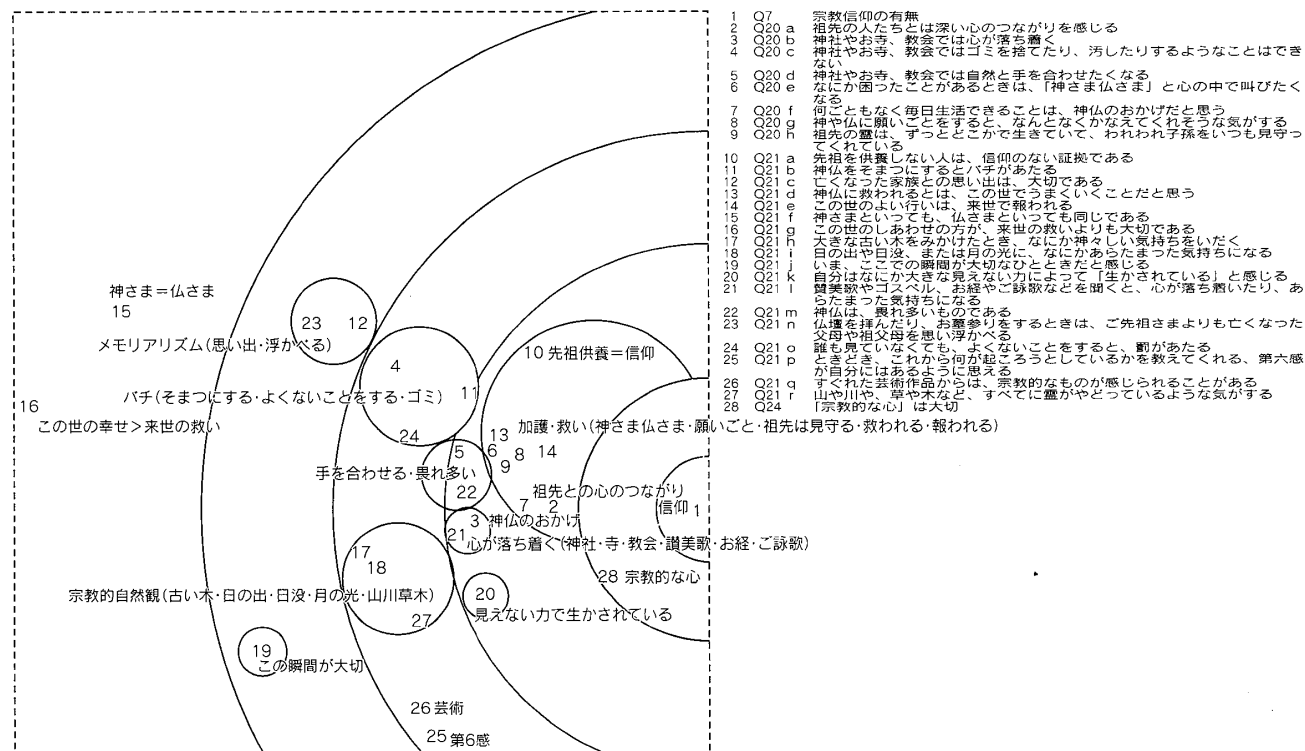 神さま＝仏さま
15
23 12
メモリアリズム(思い出・浮かべる)
4
10 先祖供養＝信仰
バチ(そまつにする・よくないことをする・ゴミ) 11
16
この世の幸せ＞来世の救い
24
13 加護・救い(神さま仏さま・願いごと・祖先は見守る・救われる・報われる)
5 6 8 14
手を合わせる・畏れ多い 9
22 祖先との心のつながり
7 2 信仰 1
3 神仏のおかげ
21 心が落ち着く(神社・寺・教会・讃美歌・お経・ご詠歌)
17
18
28 宗教的な心
宗教的自然観(古い木・日の出・日没・月の光・山川草木) 20
27 見えない力で生かされている
19
この瞬間が大切
26 芸術
25 第6感
1 Q7 宗教信仰の有無
2 Q20 a 祖先の人たちとは深い心のつながりを感じる
3 Q20 b 神社やお寺、教会では心が落ち着く
4 Q20 c 神社やお寺、教会ではゴミを捨てたり、汚したりするようなことはでき
ない
5 Q20 d 神社やお寺、教会では自然と手を合わせたくなる
6 Q20 e なにか困ったことがあるときは、「神さま仏さま」と心の中で叫びたく
なる
7 Q20 f 何ごともなく毎日生活できることは、神仏のおかげだと思う
8 Q20 g 神や仏に願いごとをすると、なんとなくかなえてくれそうな気がする
9 Q20 h 祖先の霊は、ずっとどこかで生きていて、われわれ子孫をいつも見守っ
てくれている
10 Q21 a 先祖を供養しない人は、信仰のない証拠である
11 Q21 b 神仏をそまつにするとバチがあたる
12 Q21 c 亡くなった家族との思い出は、大切である
13 Q21 d 神仏に救われるとは、この世でうまくいくことだと思う
14 Q21 e この世のよい行いは、来世で報われる
15 Q21 f 神さまといっても、仏さまといっても同じである
16 Q21 g この世のしあわせの方が、来世の救いよりも大切である
17 Q21 h 大きな古い木をみかけたとき、なにか神々しい気持ちをいだく
18 Q21 i 日の出や日没、または月の光に、なにかあらたまった気持ちになる
19 Q21 j いま、ここでの瞬間が大切なひとときだと感じる
20 Q21 k 自分はなにか大きな見えない力によって「生かされている」と感じる
21 Q21 l 賛美歌やゴスペル、お経やご詠歌などを聞くと、心が落ち着いたり、あ
らたまった気持ちになる
22 Q21 m 神仏は、畏れ多いものである
23 Q21 n 仏壇を拝んだり、お墓参りをするときは、ご先祖さまよりも亡くなった
父母や祖父母を思い浮かべる
24 Q21 o 誰も見ていなくても、よくないことをすると、罰があたる
25 Q21 p ときどき、これから何が起ころうとしているかを教えてくれる、第六感
が自分にはあるように思える
26 Q21 q すぐれた芸術作品からは、宗教的なものが感じられることがある
27 Q21 r 山や川や、草や木など、すべてに霊がやどっているような気がする
28 Q24 「宗教的な心」は大切